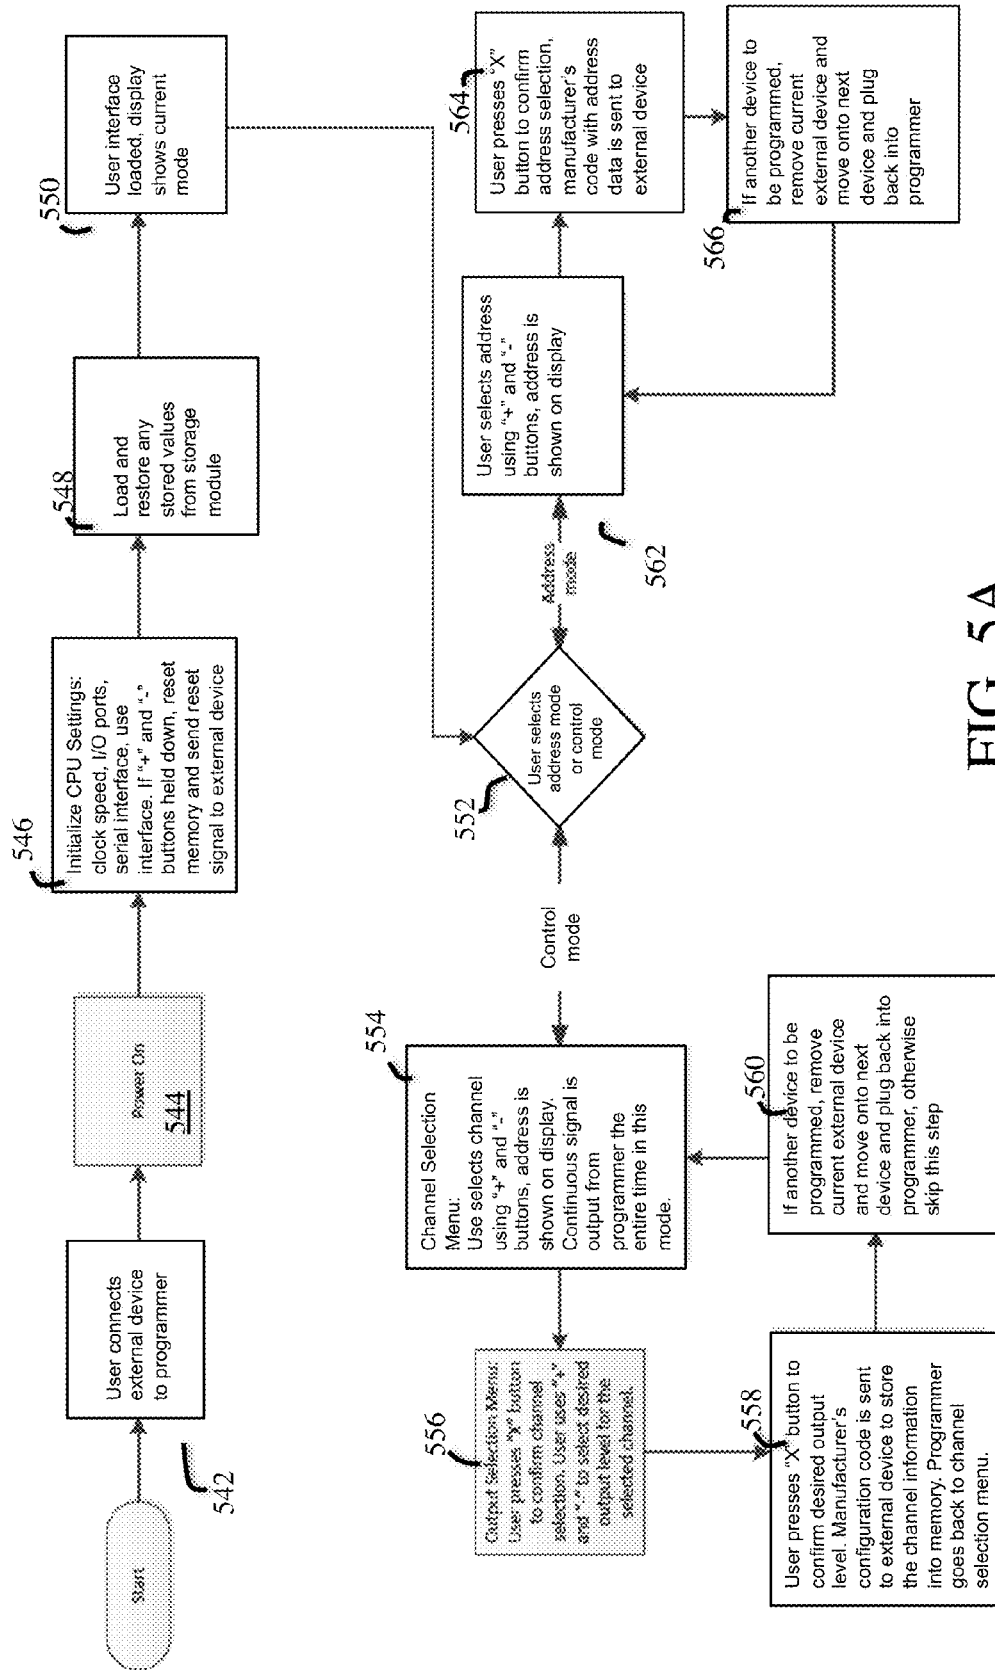 Start
542
User connects
external device
to programmer
Power On
544
546
Initialize CPU Settings:
clock speed, I/O ports,
serial interface, use
interface. If "+" and "-"
buttons held down, reset
memory and send reset
signal to external device
548
Load and
restore any
stored values
from storage
module
550
User interface
loaded, display
shows current
mode
552
User selects
address mode
or control
mode
Control
mode
554
Channel Selection
Menu:
Use selects channel
using "+" and "-"
buttons, address is
shown on display.
Continuous signal is
output from
programmer the
entire time in this
mode.
556
Output Selection Menu:
User presses "X" button
to confirm channel
selection. User uses "+"
and "-" to select desired
output level for the
selected channel.
558
User presses "X" button to
confirm desired output
level. Manufacturer's
configuration code is sent
to external device to store
the channel information
into memory. Programmer
goes back to channel
selection menu.
560
If another device to be
programmed, remove
current external device
and move onto next
device and plug back into
programmer, otherwise
skip this step
Address
mode
562
User selects address
using "+" and "-"
buttons, address is
shown on display
564
User presses "X"
button to confirm
address selection,
manufacturer's
code with address
data is sent to
external device
566
If another device to
be programmed,
remove current
external device and
move onto next
device and plug
back into
programmer
FIG. 5A